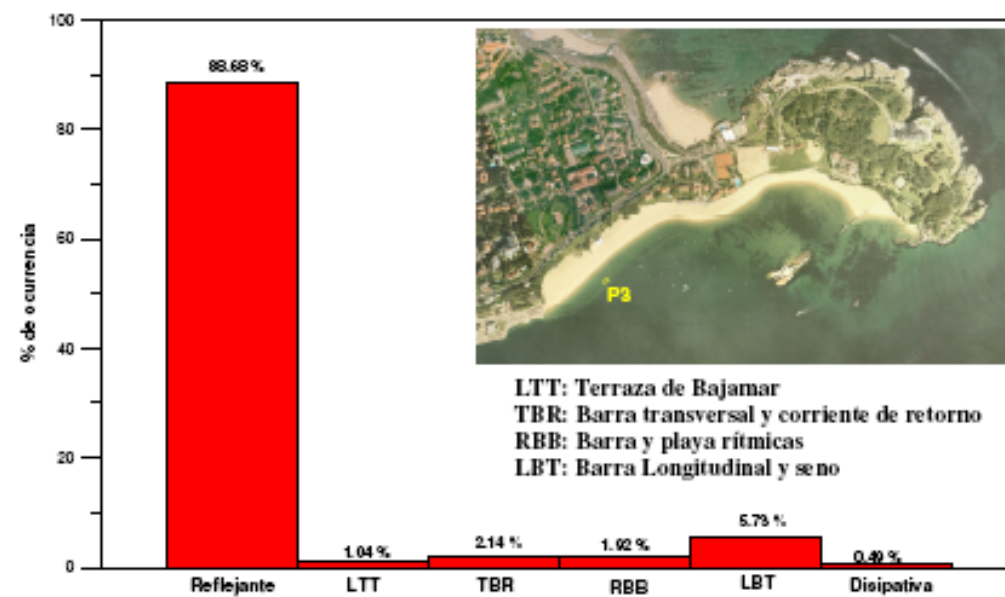 100
80
60
40
20
0
% de ocurrencia
88.68 %
1.04 %
2.14 %
1.92 %
5.73 %
0.49 %
P3
LTT: Terraza de Bajamar
TBR: Barra transversal y corriente de retorno
RBB: Barra y playa rítmicas
LBT: Barra Longitudinal y seno
Reflejante LTT TBR RBB LBT Disipativa